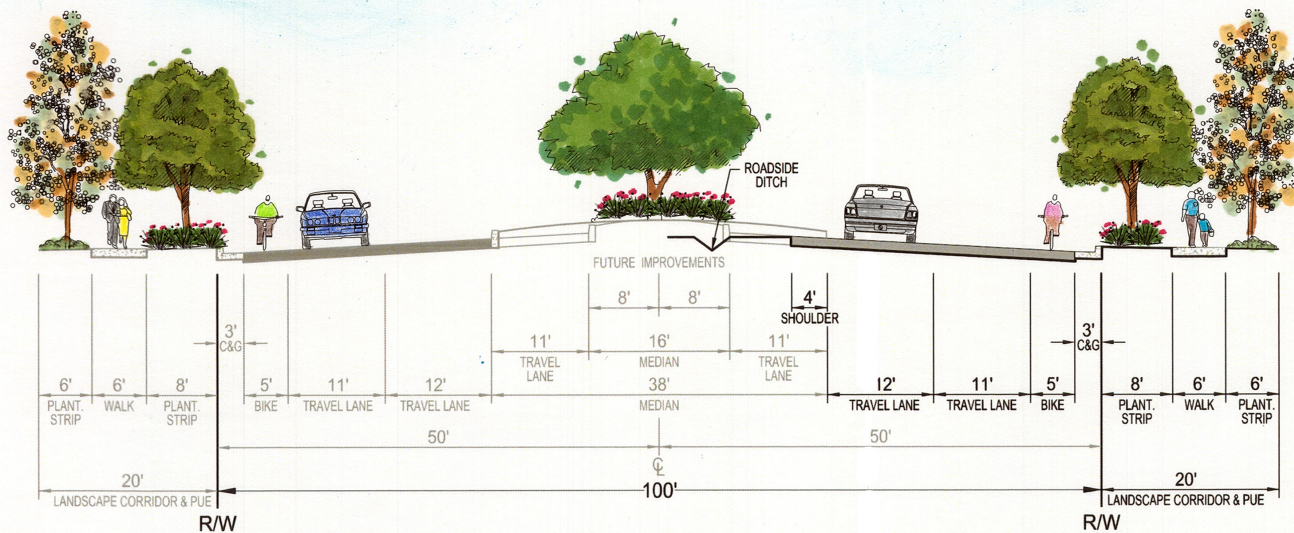 ROADSIDE
DITCH
FUTURE IMPROVEMENTS
8' 8' 4'
SHOULDER
3' 11' 16' 11' 3'
C&G TRAVEL LANE MEDIAN TRAVEL LANE C&G
6' 6' 8' 5' 11' 12' 38' 12' 11' 5' 8' 6' 6'
PLANT. STRIP WALK PLANT. STRIP BIKE TRAVEL LANE TRAVEL LANE MEDIAN TRAVEL LANE TRAVEL LANE BIKE PLANT. STRIP WALK PLANT. STRIP
50' 50'
CL
20' 100' 20'
LANDSCAPE CORRIDOR & PUE LANDSCAPE CORRIDOR & PUE
R/W R/W